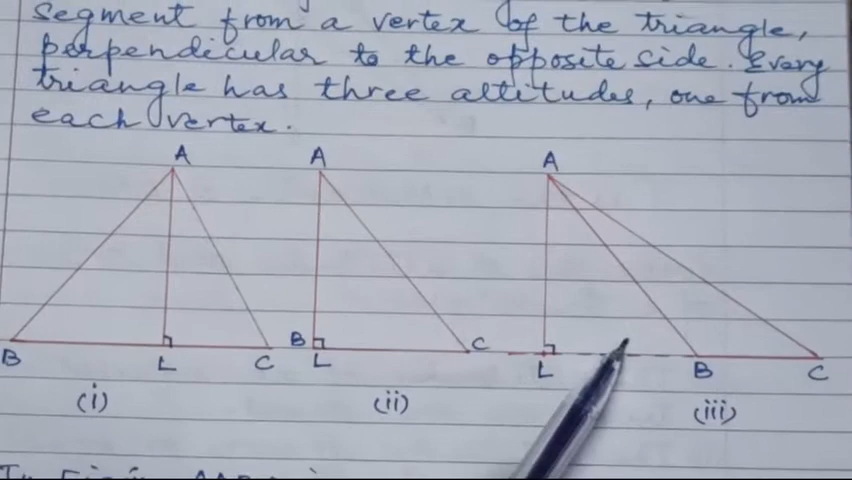 segment from a vertex of the triangle,
perpendicular to the opposite side. Every
triangle has three altitudes, one from
each vertex.
A A A
B L C B L C L B C
(i) (ii) (iii)